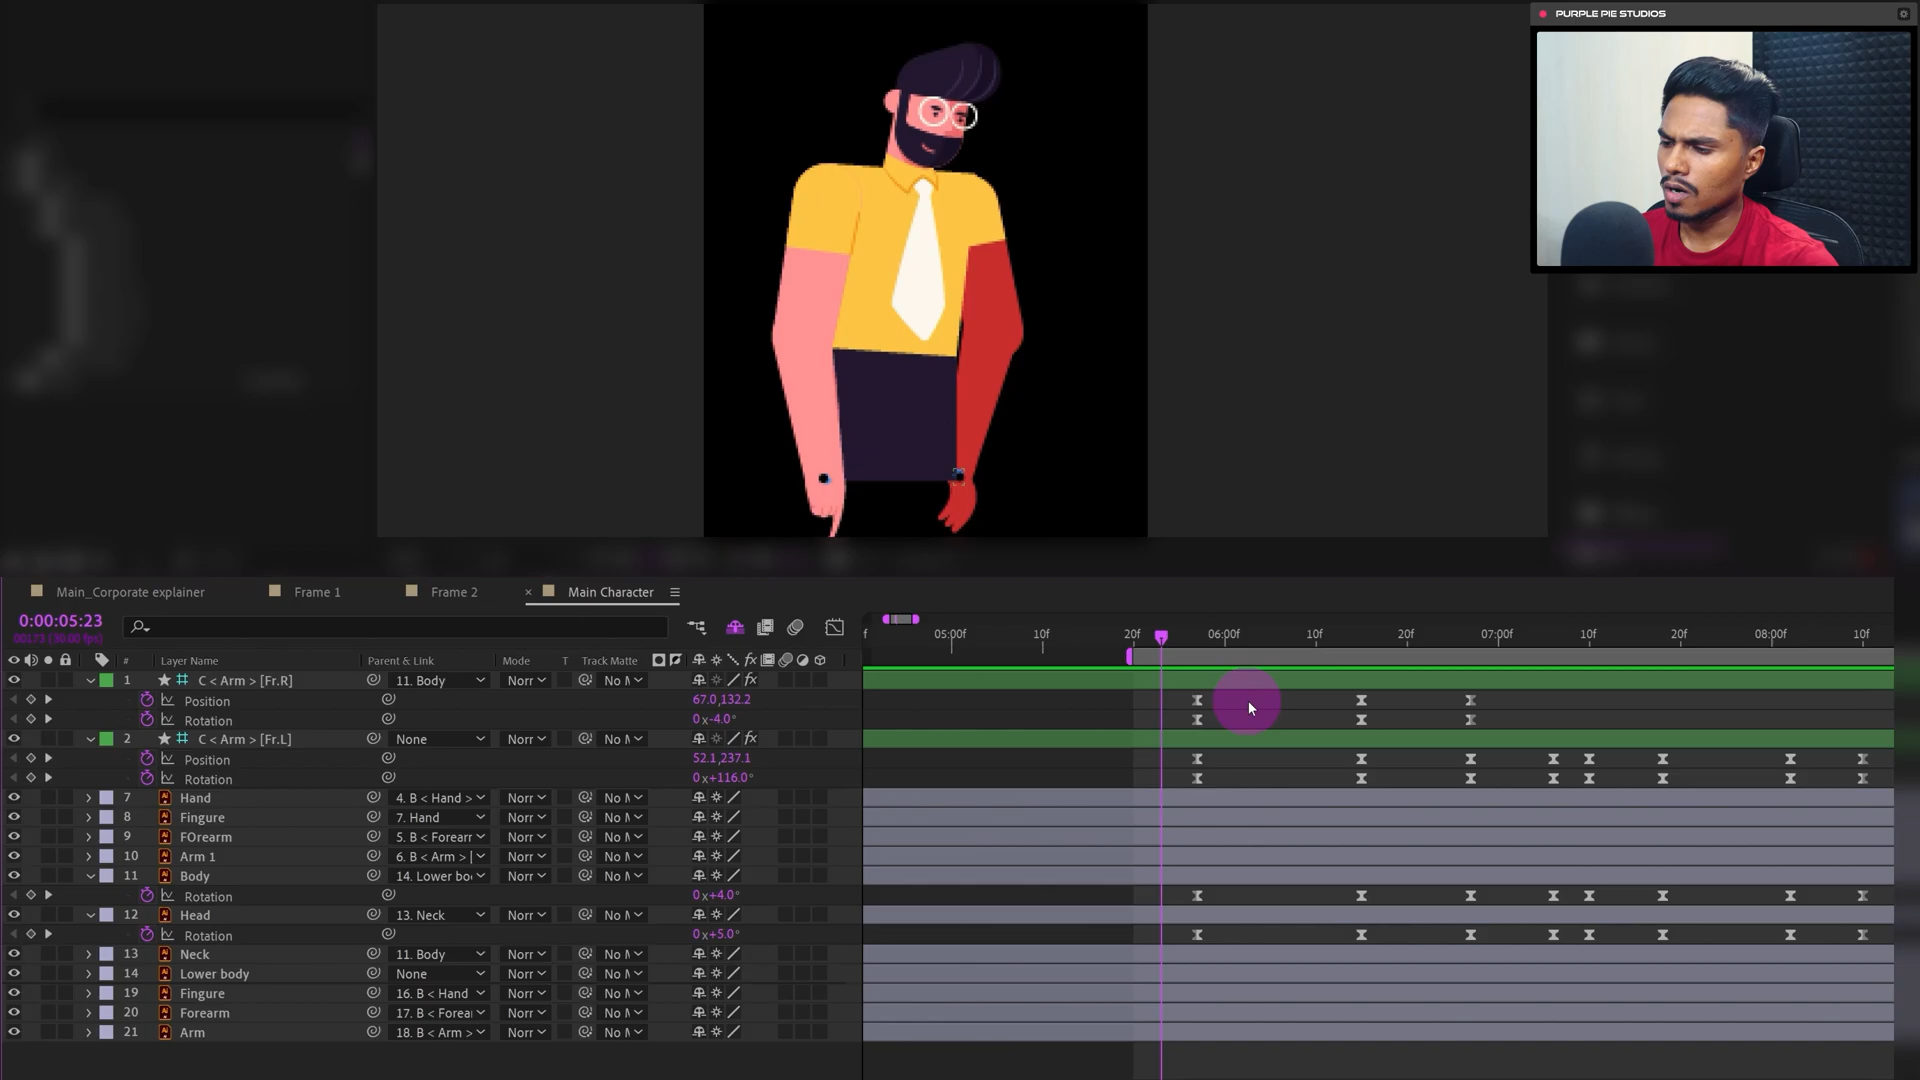 PURPLE PIE STUDIOS
Main_Corporate explainer Frame 1 Frame 2 × Main Character
0:00:05:23
00173 (30.00 fps)
f 05:00f 10f 20f 06:00f 10f 20f 07:00f 10f 20f 08:00f 10f
# Layer Name Parent & Link Mode T Track Matte fx
1 C < Arm > [Fr.R] 11. Body Norr No M fx
Position 67.0,132.2
Rotation 0x-4.0°
2 C < Arm > [Fr.L] None Norr No M fx
Position 52.1,237.1
Rotation 0x+116.0°
7 Hand 4. B < Hand > Norr No M
8 Fingure 7. Hand Norr No M
9 FOrearm 5. B < Forearr Norr No M
10 Arm 1 6. B < Arm > [ Norr No M
11 Body 14. Lower bo Norr No M
Rotation 0x+4.0°
12 Head 13. Neck Norr No M
Rotation 0x+5.0°
13 Neck 11. Body Norr No M
14 Lower body None Norr No M
19 Fingure 16. B < Hand Norr No M
20 Forearm 17. B < Forea Norr No M
21 Arm 18. B < Arm > Norr No M